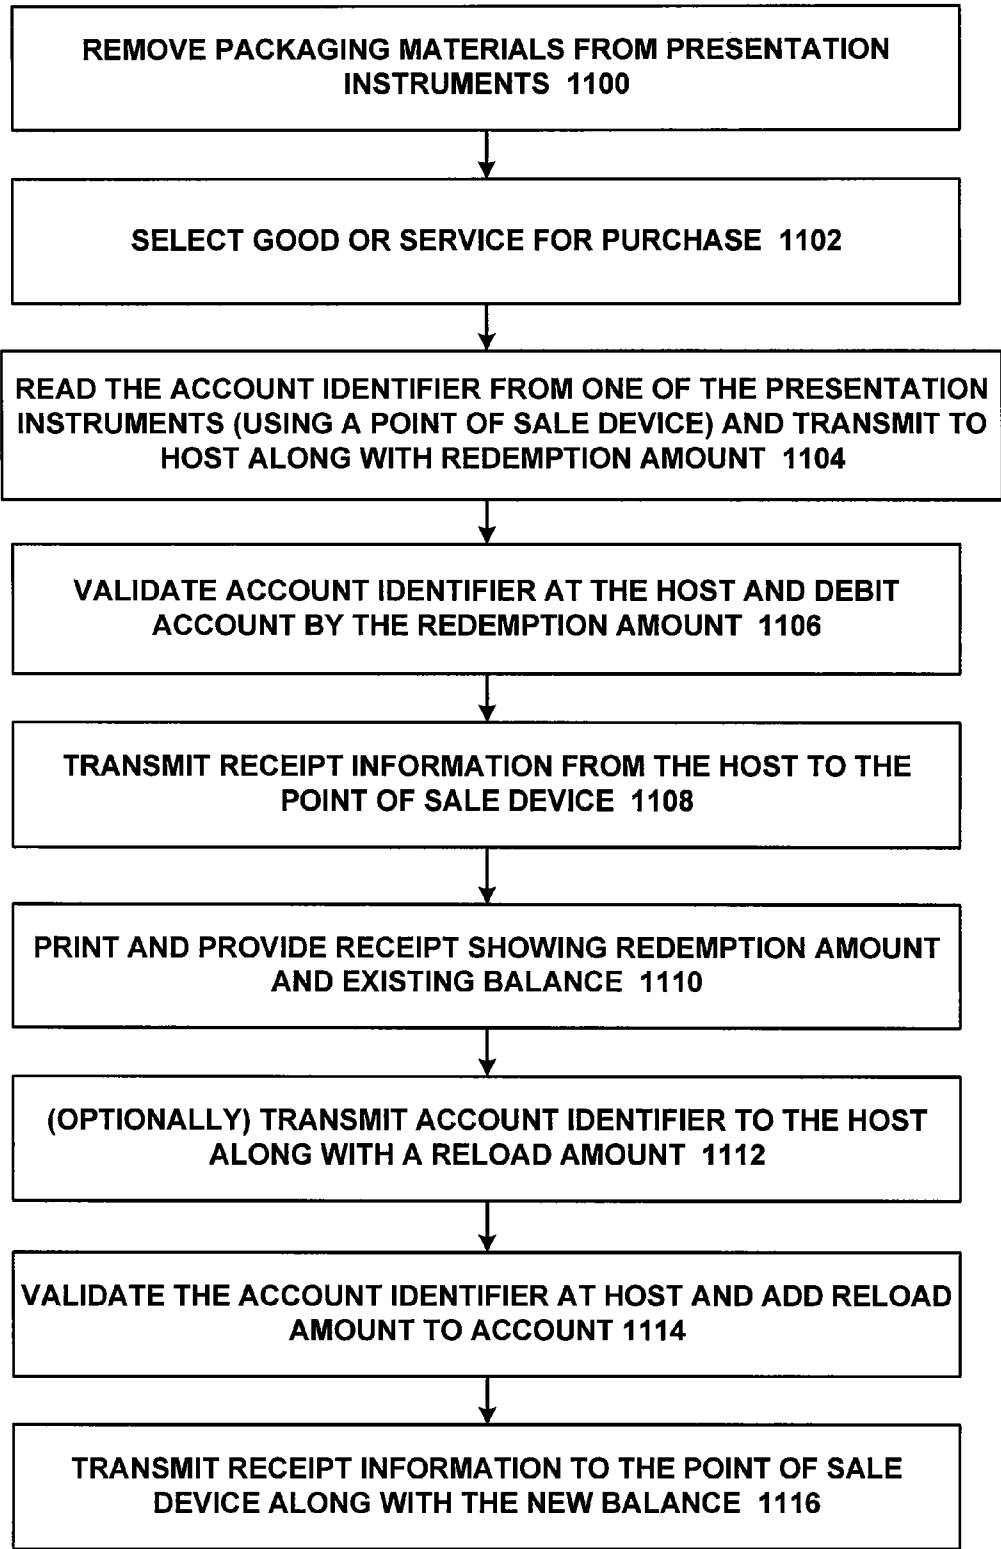 REMOVE PACKAGING MATERIALS FROM PRESENTATION
INSTRUMENTS 1100
SELECT GOOD OR SERVICE FOR PURCHASE 1102
READ THE ACCOUNT IDENTIFIER FROM ONE OF THE PRESENTATION
INSTRUMENTS (USING A POINT OF SALE DEVICE) AND TRANSMIT TO
HOST ALONG WITH REDEMPTION AMOUNT 1104
VALIDATE ACCOUNT IDENTIFIER AT THE HOST AND DEBIT
ACCOUNT BY THE REDEMPTION AMOUNT 1106
TRANSMIT RECEIPT INFORMATION FROM THE HOST TO THE
POINT OF SALE DEVICE 1108
PRINT AND PROVIDE RECEIPT SHOWING REDEMPTION AMOUNT
AND EXISTING BALANCE 1110
(OPTIONALLY) TRANSMIT ACCOUNT IDENTIFIER TO THE HOST
ALONG WITH A RELOAD AMOUNT 1112
VALIDATE THE ACCOUNT IDENTIFIER AT HOST AND ADD RELOAD
AMOUNT TO ACCOUNT 1114
TRANSMIT RECEIPT INFORMATION TO THE POINT OF SALE
DEVICE ALONG WITH THE NEW BALANCE 1116